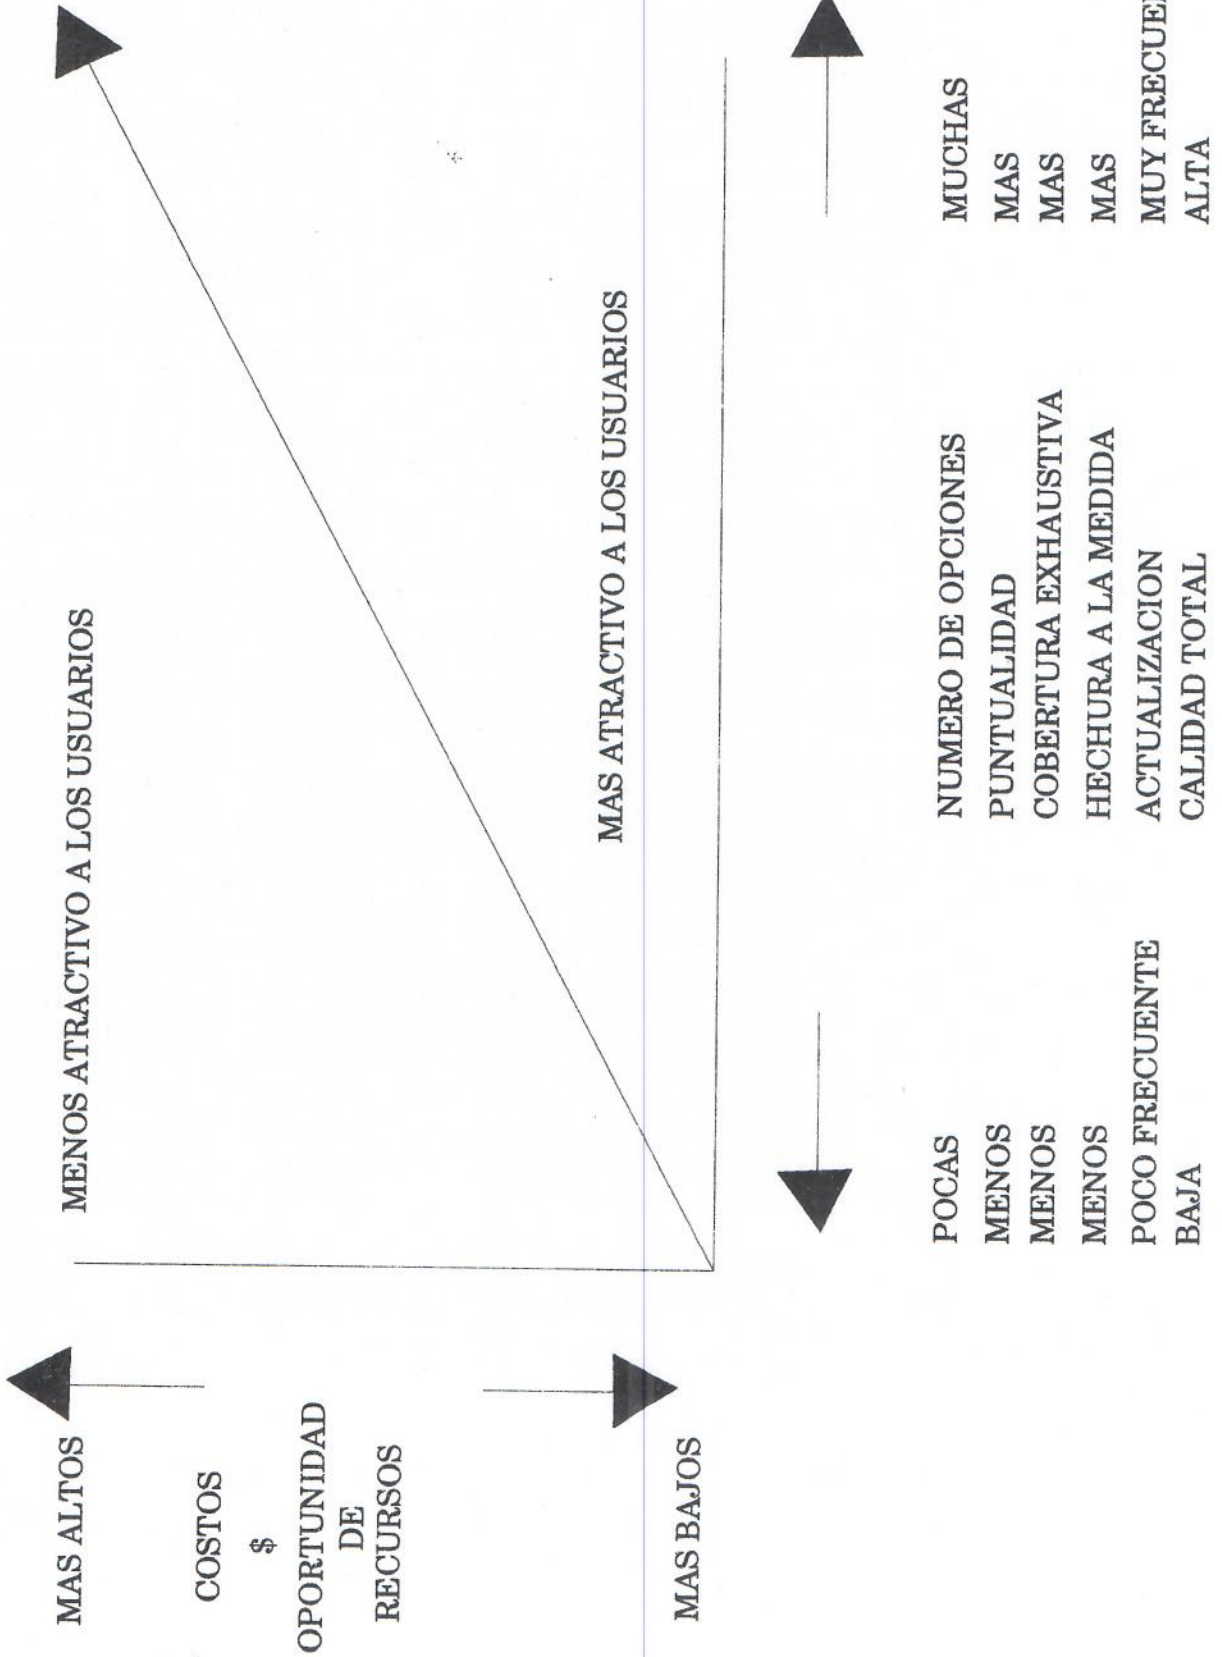 MENOS ATRACTIVO A LOS USUARIOS
MAS ALTOS
COSTOS
$
OPORTUNIDAD
DE
RECURSOS
MAS BAJOS
MAS ATRACTIVO A LOS USUARIOS
POCAS NUMERO DE OPCIONES MUCHAS
MENOS PUNTUALIDAD MAS
MENOS COBERTURA EXHAUSTIVA MAS
MENOS HECHURA A LA MEDIDA MAS
POCO FRECUENTE ACTUALIZACION MUY
BAJA CALIDAD TOTAL ALTA